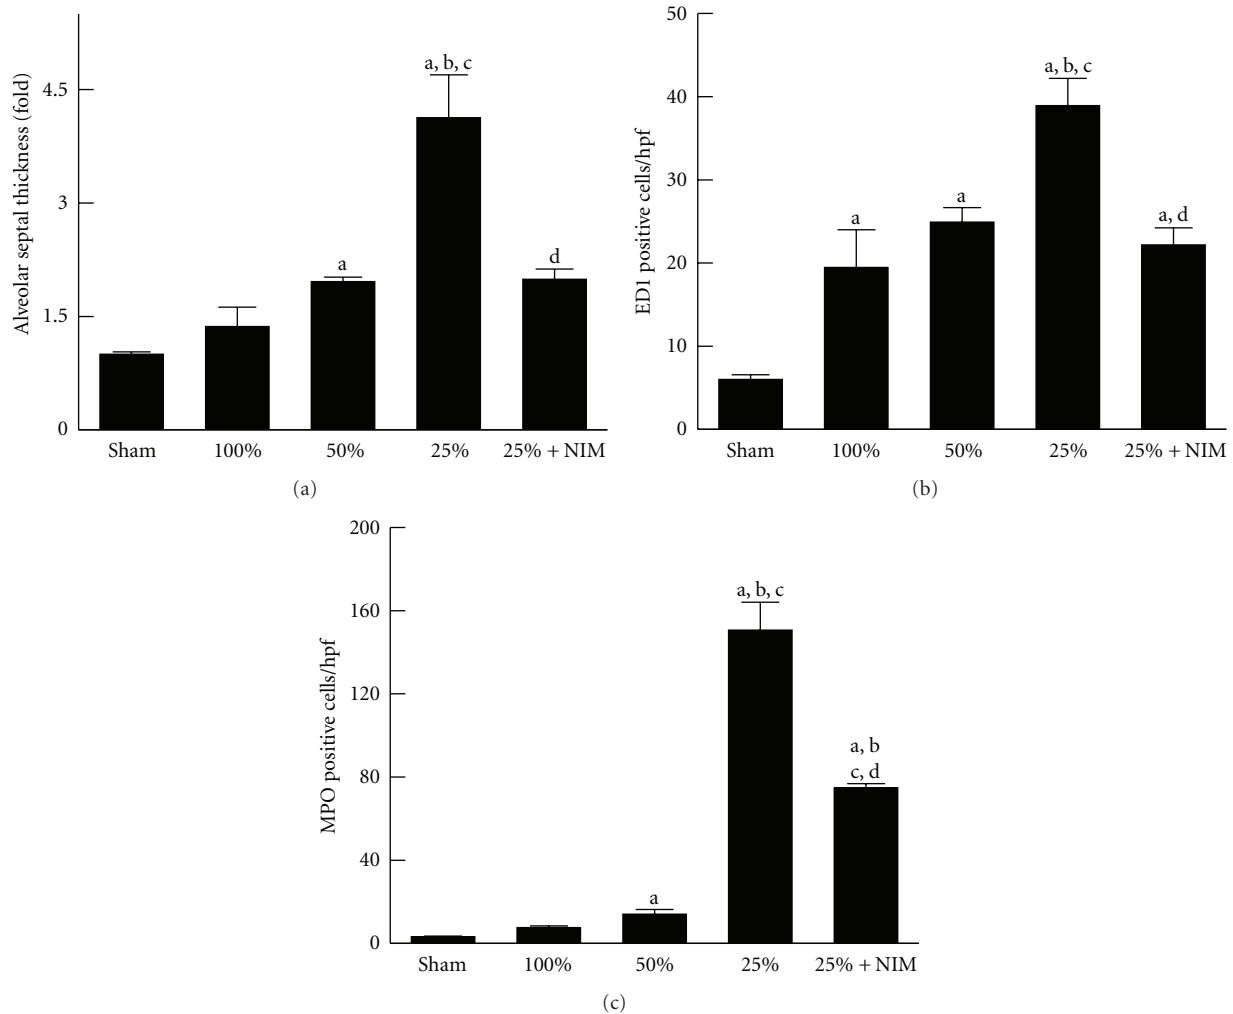 Alveolar septal thickness (fold)
4.5
3
1.5
0
a
a, b, c
d
Sham 100% 50% 25% 25% + NIM
(a)
ED1 positive cells/hpf
50
40
30
20
10
0
a
a
a, b, c
a, d
Sham 100% 50% 25% 25% + NIM
(b)
MPO positive cells/hpf
200
160
120
80
40
0
a
a, b, c
a, b
c, d
Sham 100% 50% 25% 25% + NIM
(c)